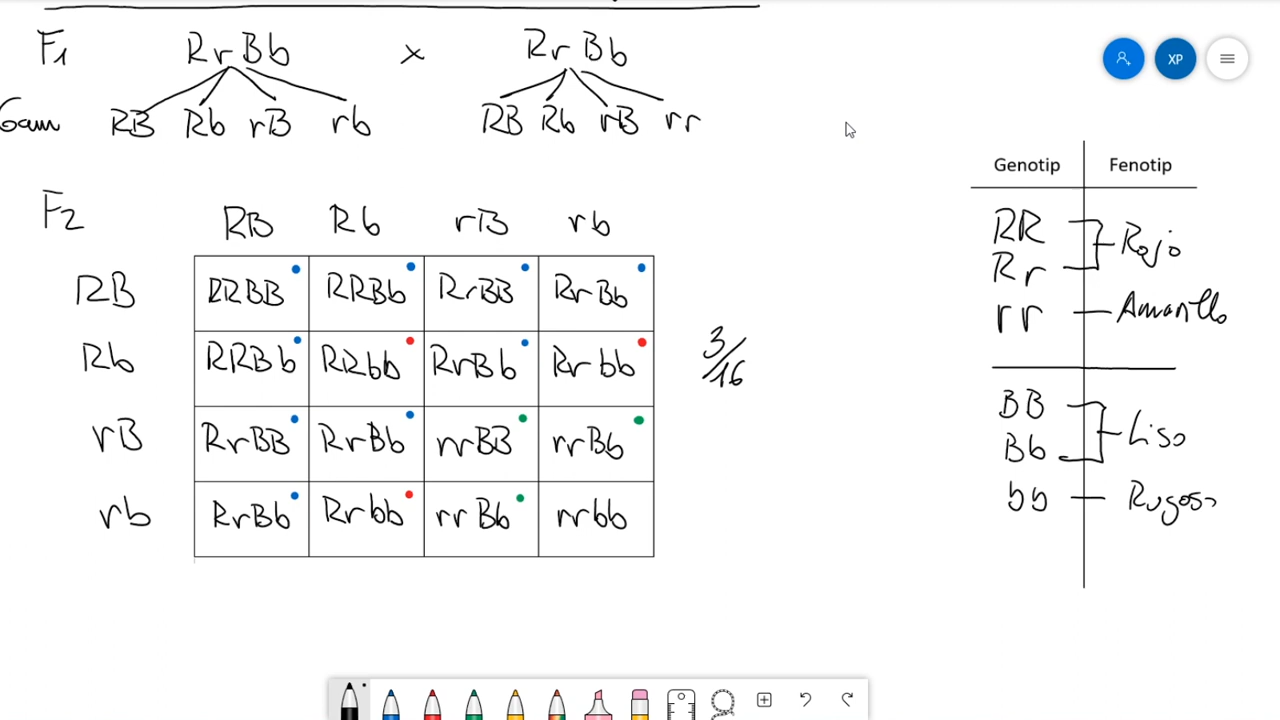 F1 RrBb x RrBb
Gam RB Rb rB rb RB Rb rB rr
XP
Genotip Fenotip
RR
Rr Rojo
rr Amarillo
BB
Bb Liso
bb Rugoso
F2 RB Rb rB rb
RB RRBB RRBb RrBB RrBb
Rb RRBb RRbb RrBb Rrbb 3/16
rB RrBB RrBb rrBB rrBb
rb RrBb Rrbb rrBb rrbb